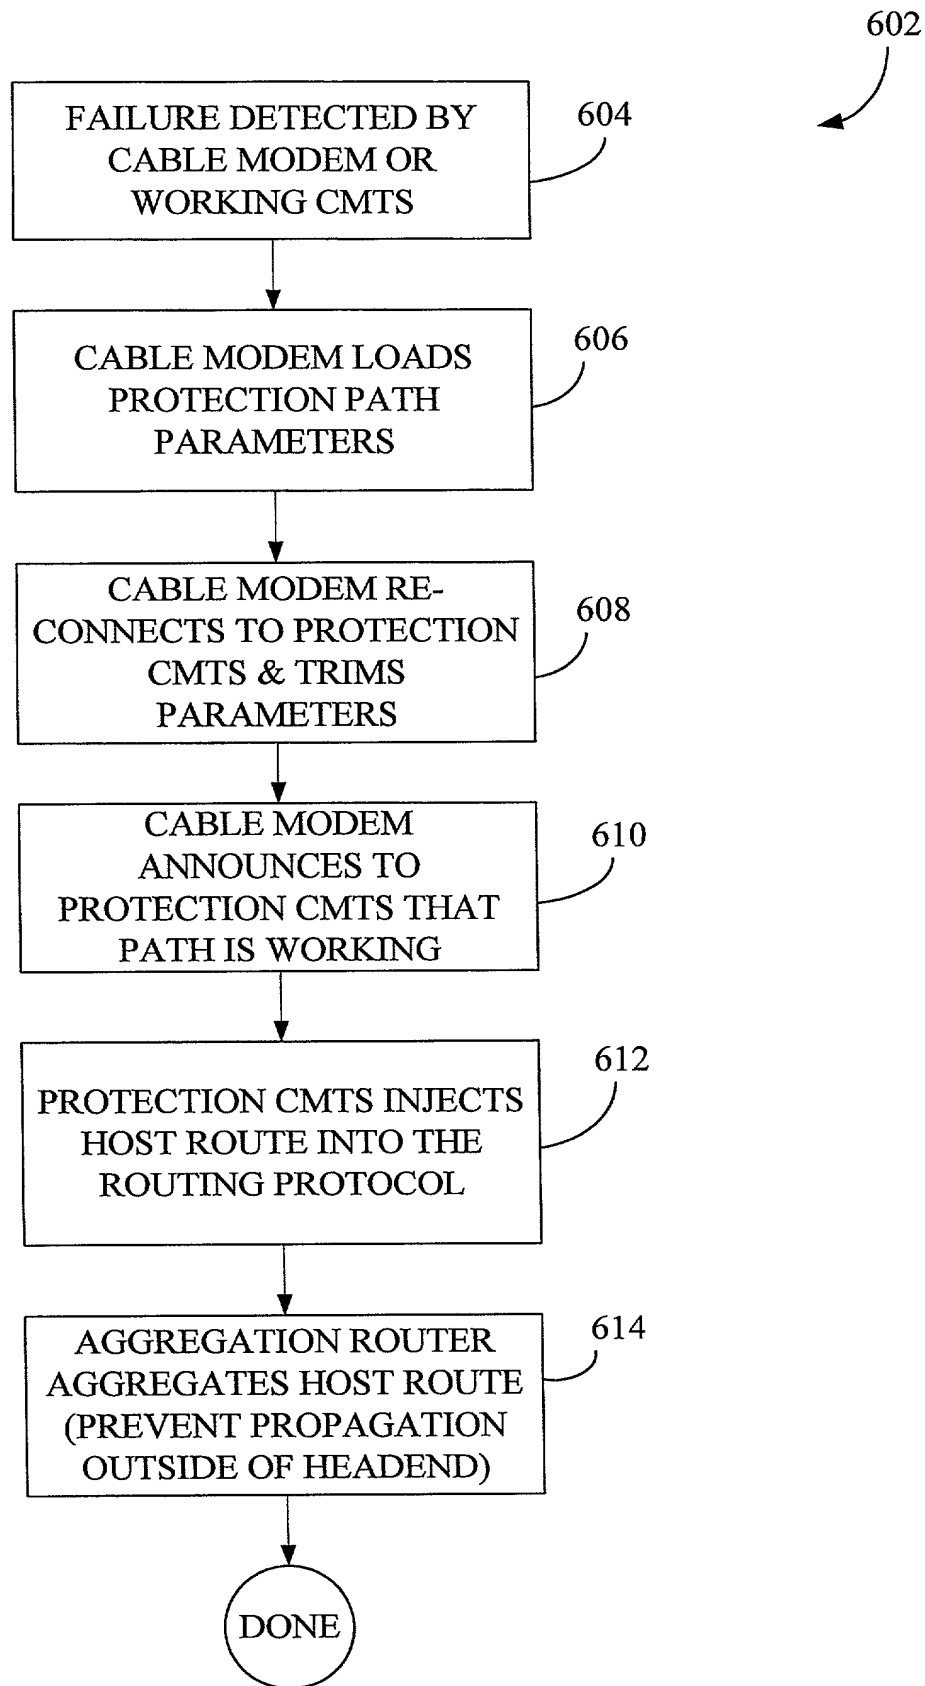 602
FAILURE DETECTED BY
CABLE MODEM OR
WORKING CMTS
604
CABLE MODEM LOADS
PROTECTION PATH
PARAMETERS
606
CABLE MODEM RE-
CONNECTS TO PROTECTION
CMTS & TRIMS
PARAMETERS
608
CABLE MODEM
ANNOUNCES TO
PROTECTION CMTS THAT
PATH IS WORKING
610
PROTECTION CMTS INJECTS
HOST ROUTE INTO THE
ROUTING PROTOCOL
612
AGGREGATION ROUTER
AGGREGATES HOST ROUTE
(PREVENT PROPAGATION
OUTSIDE OF HEADEND)
614
DONE